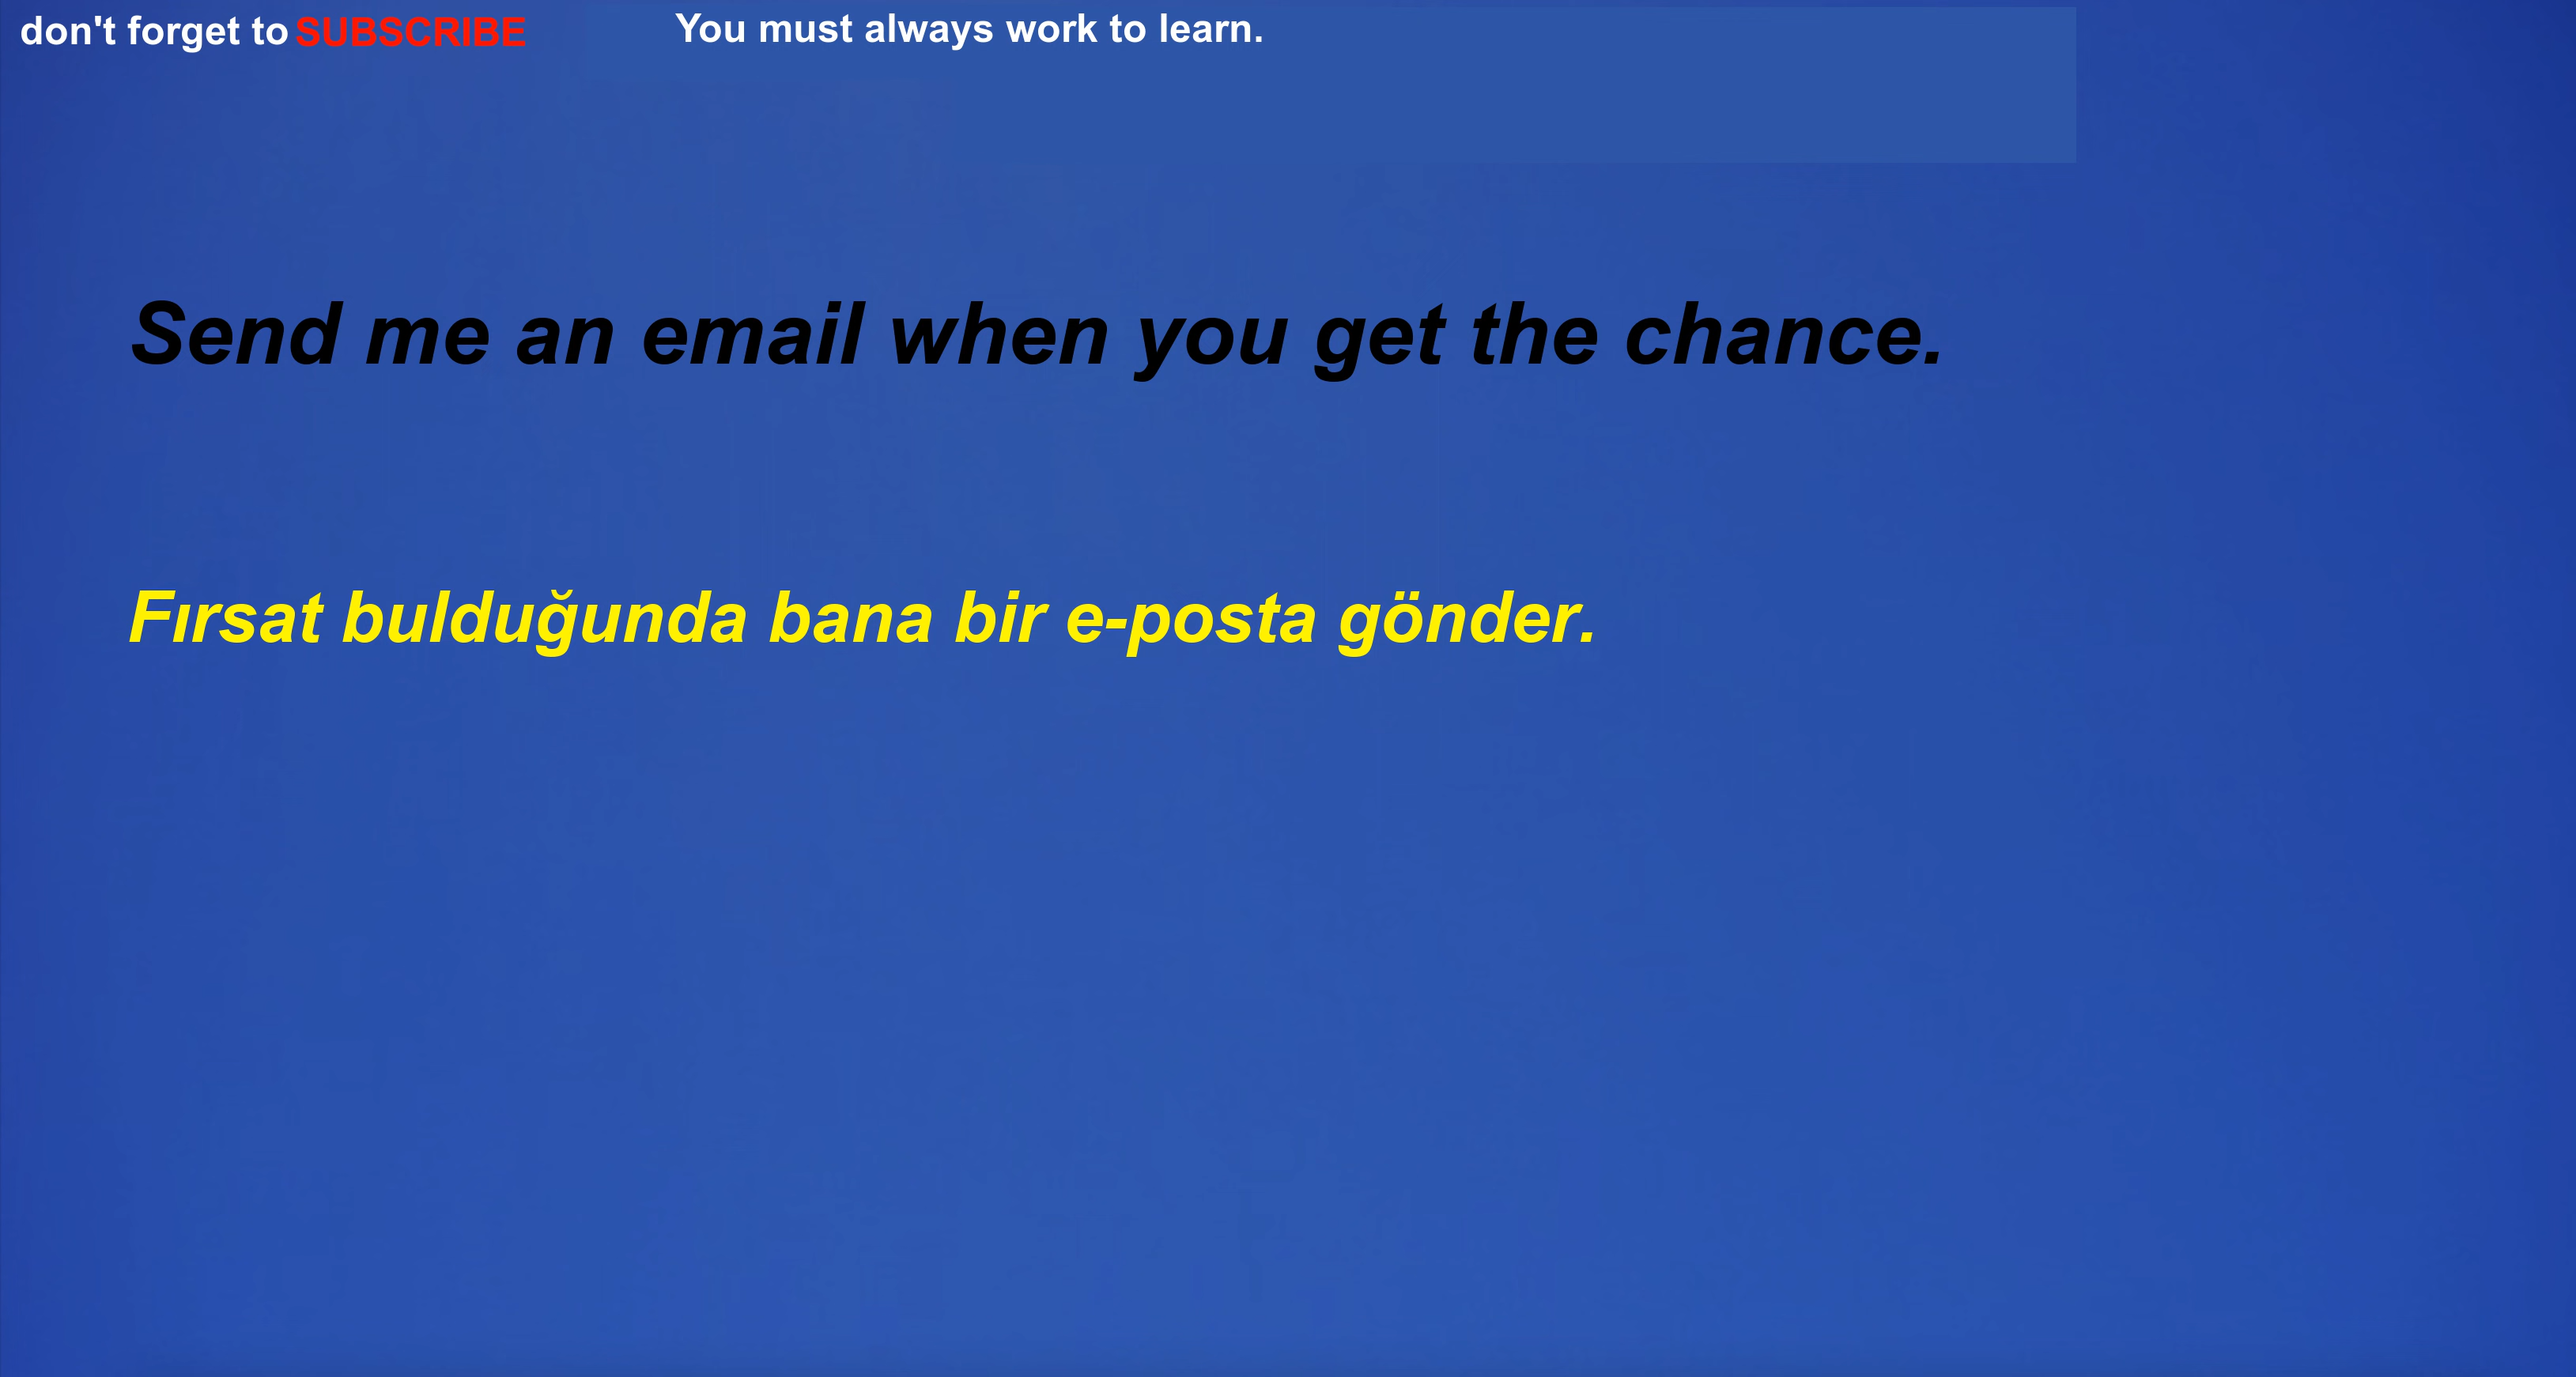 don't forget to SUBSCRIBE You must always work to learn.
Send me an email when you get the chance.
Fırsat bulduğunda bana bir e-posta gönder.